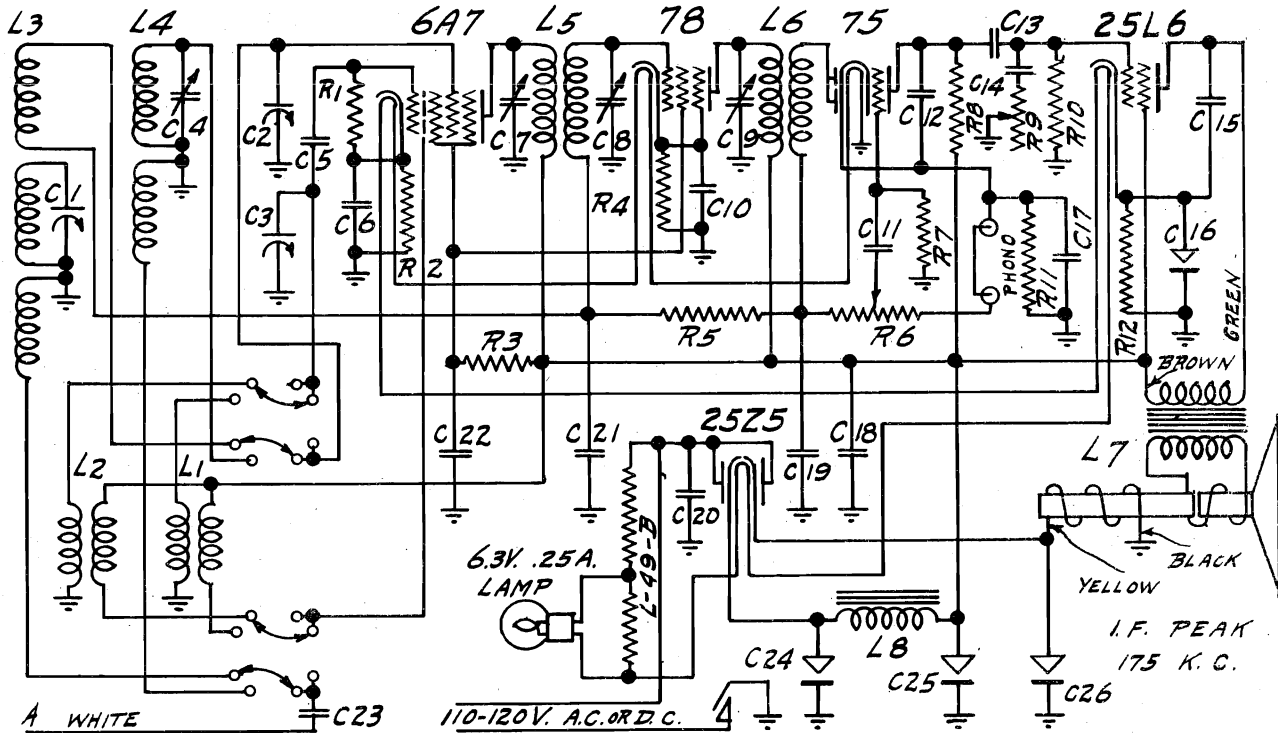 L3 L4 6A7 L5 78 L6 75 C13 25L6
C4 C2 R1 C5 C7 C8 C9 C12 R8 C14 R9 R10 C15
C1 C3 C6 R2 R4 C10 C11 R7 PHONO R11 C17 C16
R12 GREEN
R3 R5 R6
BROWN
25Z5
C22 C21 C20 C19 C18 L7
L2 L1
L-49-B
6.3V. .25A.
LAMP
BLACK
YELLOW
L8
I.F. PEAK
175 K.C.
C24 C25 C26
A WHITE C23 110-120V. A.C. OR D.C.